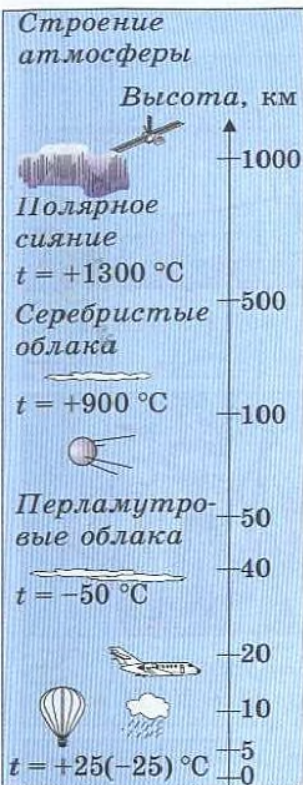 Строение
атмосферы
Высота, км
1000
Полярное
сияние
t = +1300 °C
500
Серебристые
облака
t = +900 °C
100
Перламутро-
вые облака
50
40
t = −50 °C
20
10
5
t = +25(−25) °C
0